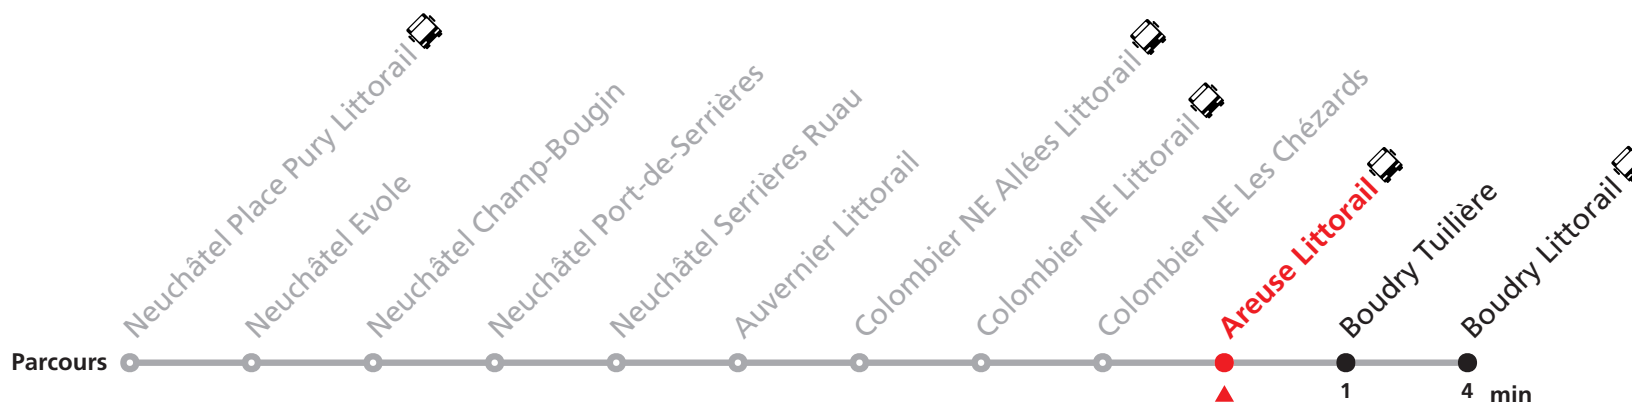 Neuchâtel Place Pury Littorail
Neuchâtel Evole
Neuchâtel Champ-Bougin
Neuchâtel Port-de-Serrières
Neuchâtel Serrières Ruau
Auvernier Littorail
Colombier NE Allées Littorail
Colombier NE Littorail
Colombier NE Les Chézards
Areuse Littorail
Boudry Tuilière
Boudry Littorail
Parcours
1 4 min